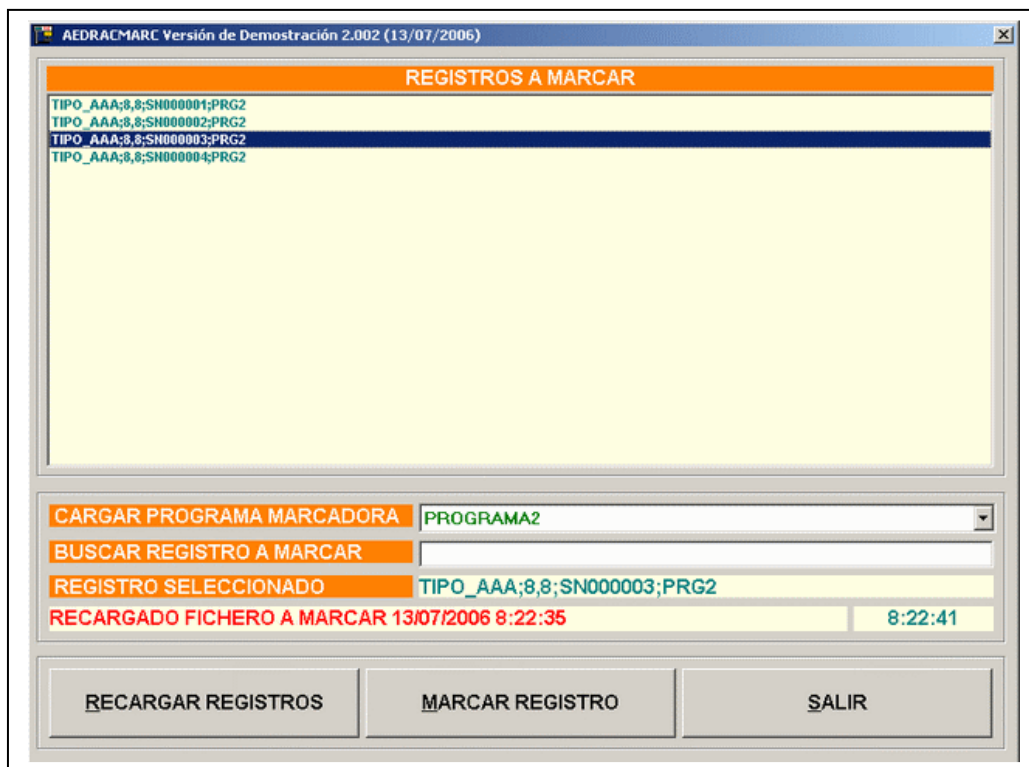 AEDRACMARC Versión de Demostración 2.002 (13/07/2006)
REGISTROS A MARCAR
TIPO_AAA;8,8;SN000001;PRG2
TIPO_AAA;8,8;SN000002;PRG2
TIPO_AAA;8,8;SN000003;PRG2
TIPO_AAA;8,8;SN000004;PRG2
CARGAR PROGRAMA MARCADORA PROGRAMA2
BUSCAR REGISTRO A MARCAR
REGISTRO SELECCIONADO TIPO_AAA;8,8;SN000003;PRG2
RECARGADO FICHERO A MARCAR 13/07/2006 8:22:35 8:22:41
RECARGAR REGISTROS MARCAR REGISTRO SALIR